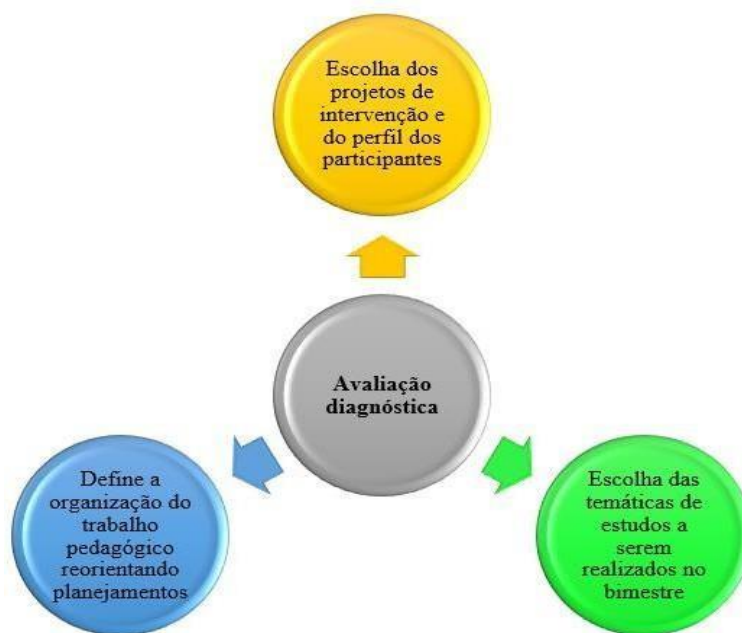 Escolha dos
projetos de
intervenção e
do perfil dos
participantes
Avaliação
diagnóstica
Define a
organização do
trabalho
pedagógico
reorientando
planejamentos
Escolha das
temáticas de
estudos a
serem
realizados no
bimestre